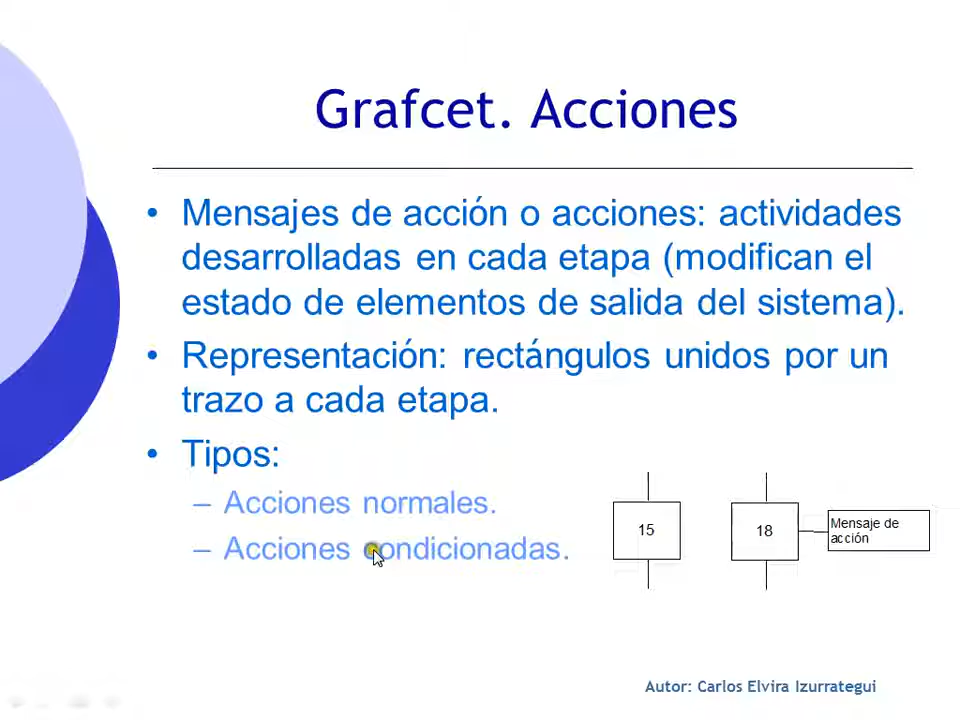 Grafcet. Acciones
• Mensajes de acción o acciones: actividades
desarrolladas en cada etapa (modifican el
estado de elementos de salida del sistema).
• Representación: rectángulos unidos por un
trazo a cada etapa.
• Tipos:
– Acciones normales.
– Acciones condicionadas.
15
18
Mensaje de
acción
Autor: Carlos Elvira Izurrategui